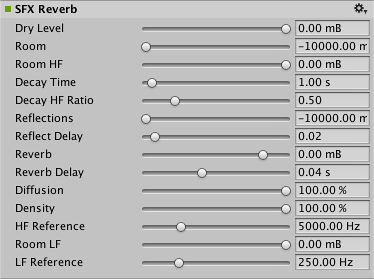 SFX Reverb
Dry Level 0.00 mB
Room -10000.00 m
Room HF 0.00 mB
Decay Time 1.00 s
Decay HF Ratio 0.50
Reflections -10000.00 m
Reflect Delay 0.02
Reverb 0.00 mB
Reverb Delay 0.04 s
Diffusion 100.00 %
Density 100.00 %
HF Reference 5000.00 Hz
Room LF 0.00 mB
LF Reference 250.00 Hz